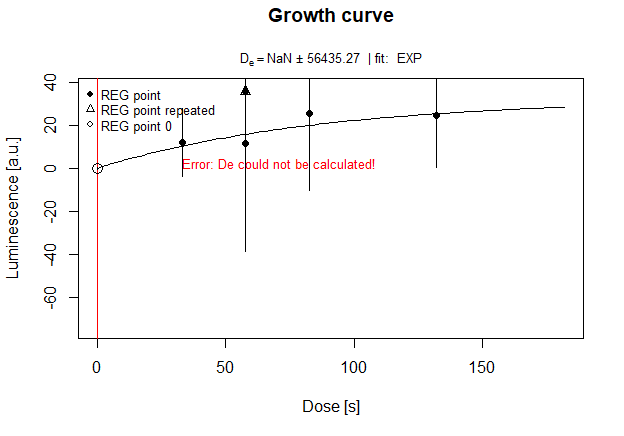 Growth curve
De = NaN ± 56435.27 | fit: EXP
REG point
REG point repeated
REG point 0
Error: De could not be calculated!
Luminescence [a.u.]
40
20
0
-20
-40
-60
0 50 100 150
Dose [s]